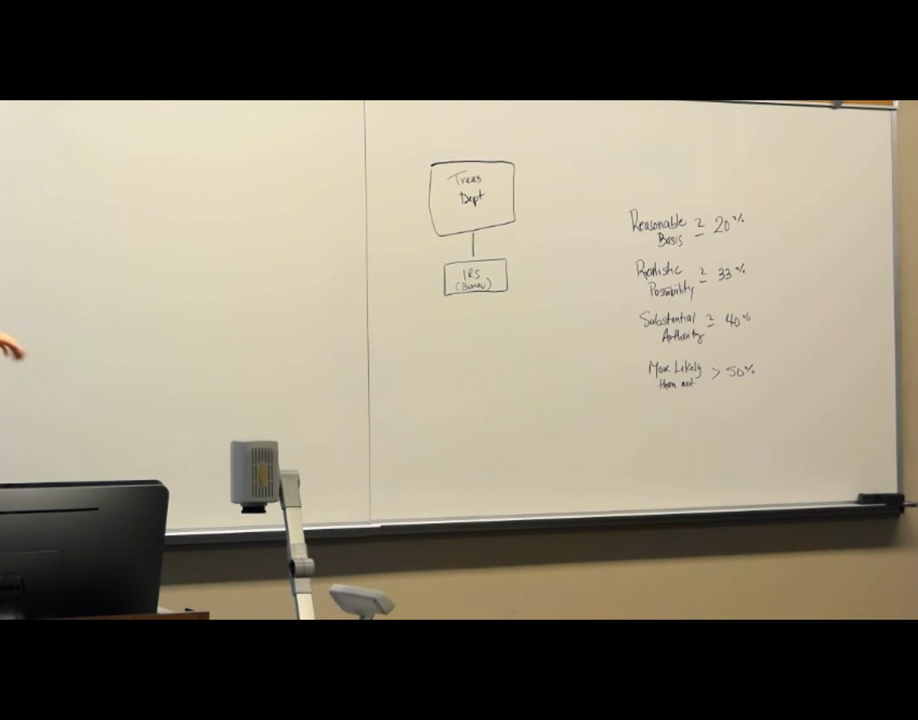 Treas
Dept
IRS
(Bureau)
Reasonable ≥ 20%
Basis
Realistic ≥ 33%
Possibility
Substantial ≥ 40%
Authority
More Likely > 50%
than not